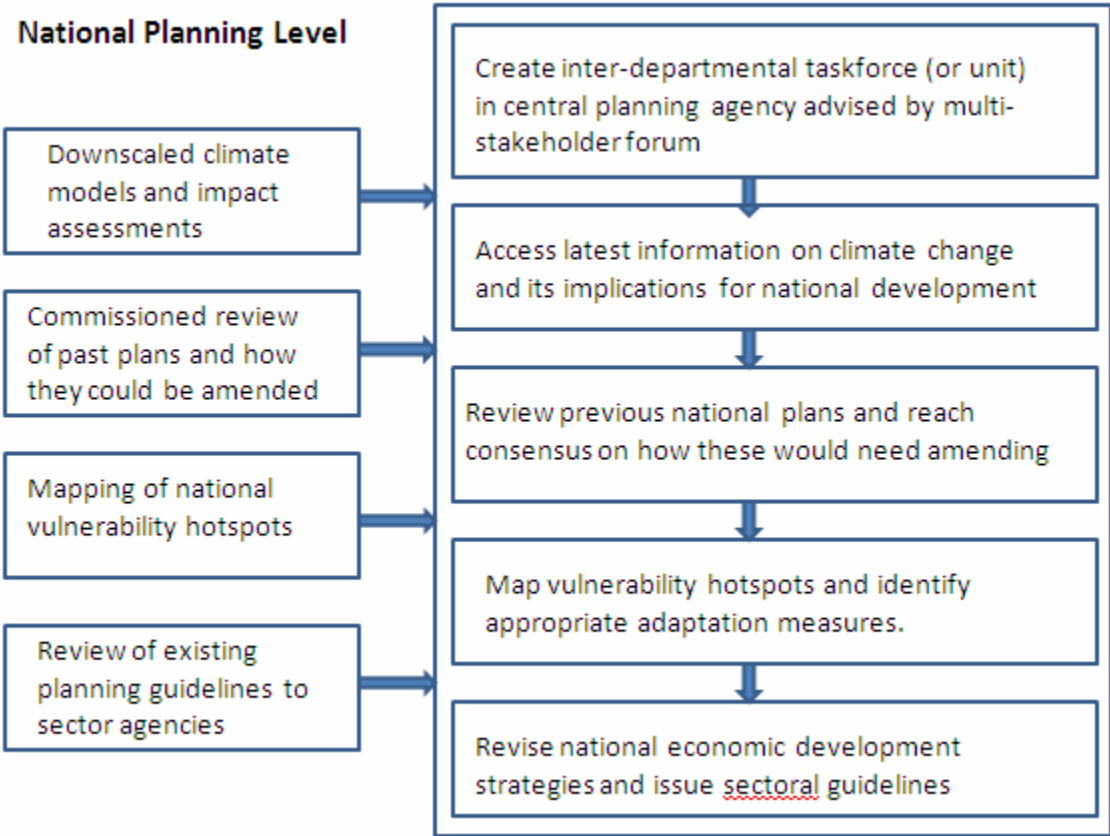 National Planning Level
Downscaled climate
models and impact
assessments
Commissioned review
of past plans and how
they could be amended
Mapping of national
vulnerability hotspots
Review of existing
planning guidelines to
sector agencies
Create inter-departmental taskforce (or unit)
in central planning agency advised by multi-
stakeholder forum
Access latest information on climate change
and its implications for national development
Review previous national plans and reach
consensus on how these would need amending
Map vulnerability hotspots and identify
appropriate adaptation measures.
Revise national economic development
strategies and issue sectoral guidelines